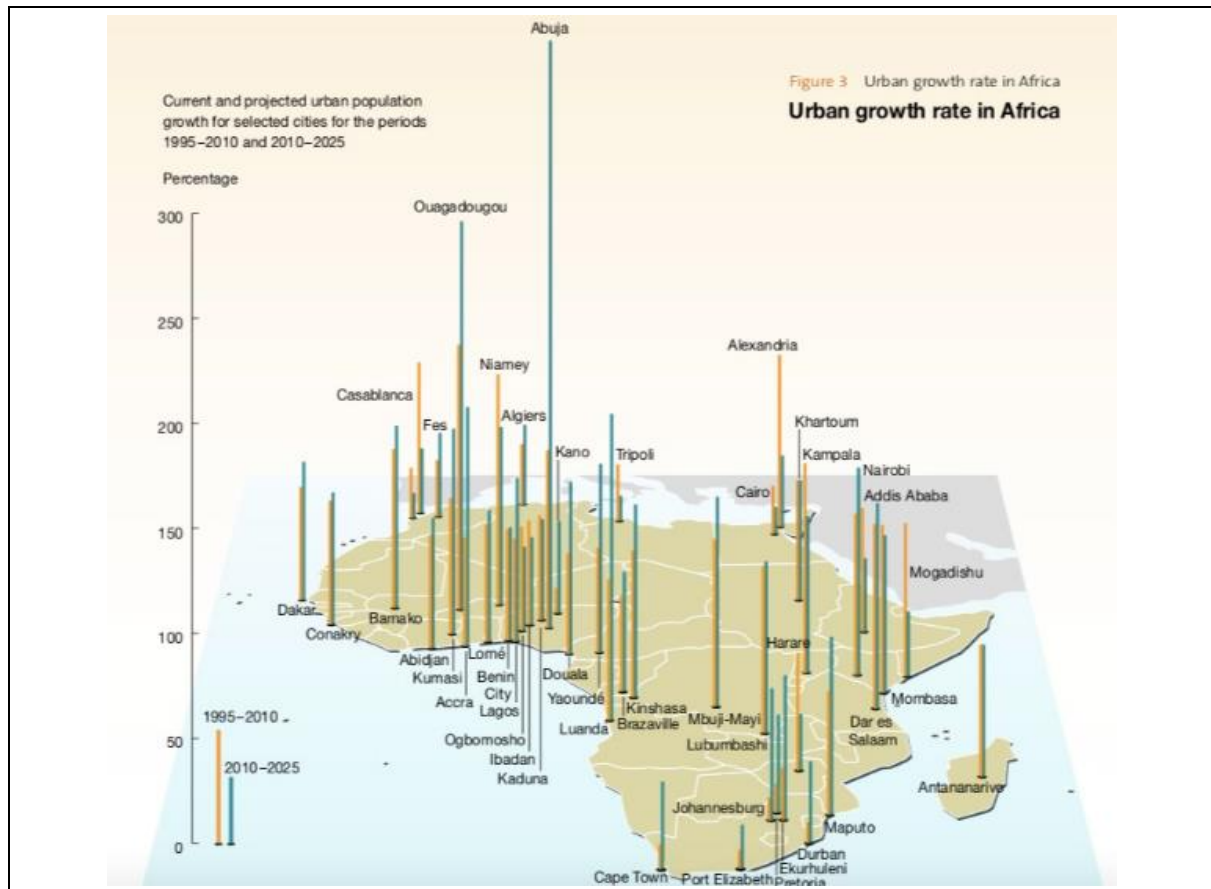 Abuja
Figure 3 Urban growth rate in Africa
Urban growth rate in Africa
Current and projected urban population
growth for selected cities for the periods
1995–2010 and 2010–2025
Percentage
300
250
200
150
100
50
0
Ouagadougou
Alexandria
Niamey
Casablanca
Algiers
Fes
Khartoum
Kano
Tripoli
Kampala
Nairobi
Cairo
Addis Ababa
Mogadishu
Dakar
Conakry
Bamako
Harare
Abidjan
Lomé
Kumasi
Benin
City
Douala
Accra
Lagos
Yaoundé
Kinshasa
Luanda
Brazaville
Mbuji-Mayi
Mombasa
Dar es
Salaam
Ogbomosho
Lubumbashi
Ibadan
Kaduna
1995–2010
2010–2025
Antananarivo
Johannesburg
Maputo
Durban
Ekurhuleni
Cape Town
Port Elizabeth
Pretoria